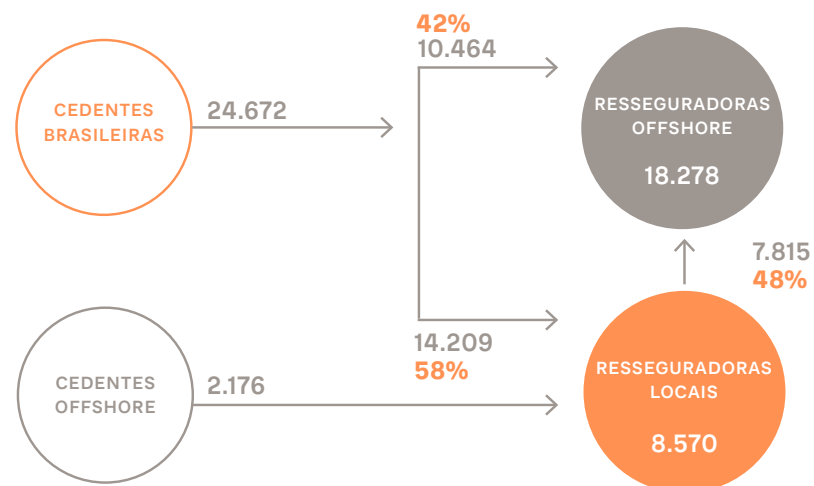 42%
10.464
CEDENTES
BRASILEIRAS
24.672
RESSEGURADORAS
OFFSHORE
18.278
7.815
48%
14.209
58%
CEDENTES
OFFSHORE
2.176
RESSEGURADORAS
LOCAIS
8.570